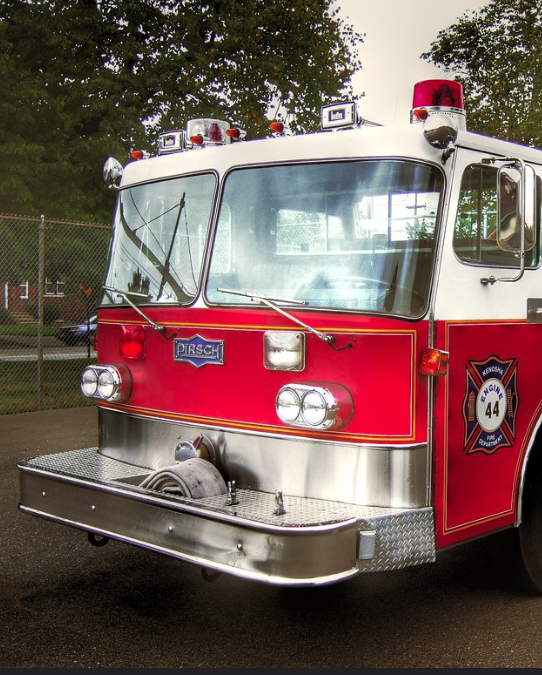 PIRSCH
KENOSHA
ENGINE
44
FIRE
DEPARTMENT